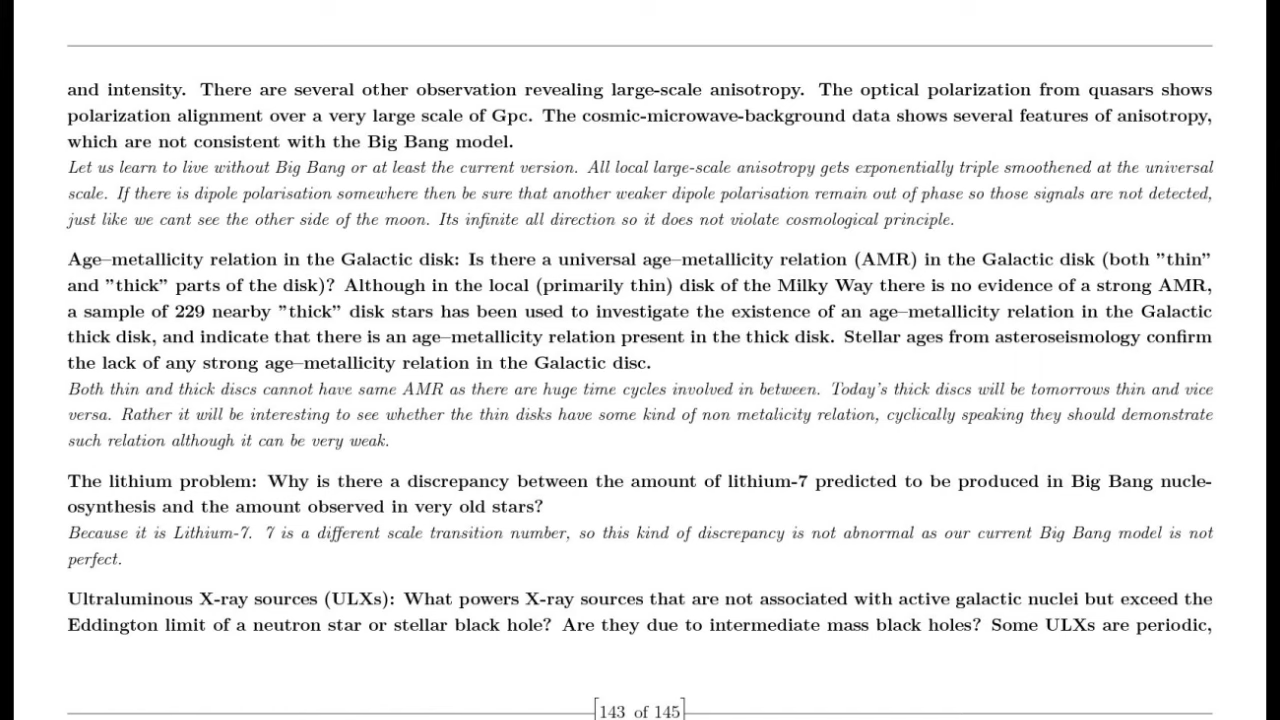 and intensity. There are several other observation revealing large-scale anisotropy. The optical polarization from quasars shows
polarization alignment over a very large scale of Gpc. The cosmic-microwave-background data shows several features of anisotropy,
which are not consistent with the Big Bang model.
Let us learn to live without Big Bang or at least the current version. All local large-scale anisotropy gets exponentially triple smoothened at the universal
scale. If there is dipole polarisation somewhere then be sure that another weaker dipole polarisation remain out of phase so those signals are not detected,
just like we cant see the other side of the moon. Its infinite all direction so it does not violate cosmological principle.
Age–metallicity relation in the Galactic disk: Is there a universal age–metallicity relation (AMR) in the Galactic disk (both ”thin”
and ”thick” parts of the disk)? Although in the local (primarily thin) disk of the Milky Way there is no evidence of a strong AMR,
a sample of 229 nearby ”thick” disk stars has been used to investigate the existence of an age–metallicity relation in the Galactic
thick disk, and indicate that there is an age–metallicity relation present in the thick disk. Stellar ages from asteroseismology confirm
the lack of any strong age–metallicity relation in the Galactic disc.
Both thin and thick discs cannot have same AMR as there are huge time cycles involved in between. Today’s thick discs will be tomorrows thin and vice
versa. Rather it will be interesting to see whether the thin disks have some kind of non metalicity relation, cyclically speaking they should demonstrate
such relation although it can be very weak.
The lithium problem: Why is there a discrepancy between the amount of lithium-7 predicted to be produced in Big Bang nucle-
osynthesis and the amount observed in very old stars?
Because it is Lithium-7. 7 is a different scale transition number, so this kind of discrepancy is not abnormal as our current Big Bang model is not
perfect.
Ultraluminous X-ray sources (ULXs): What powers X-ray sources that are not associated with active galactic nuclei but exceed the
Eddington limit of a neutron star or stellar black hole? Are they due to intermediate mass black holes? Some ULXs are periodic,
[143 of 145]